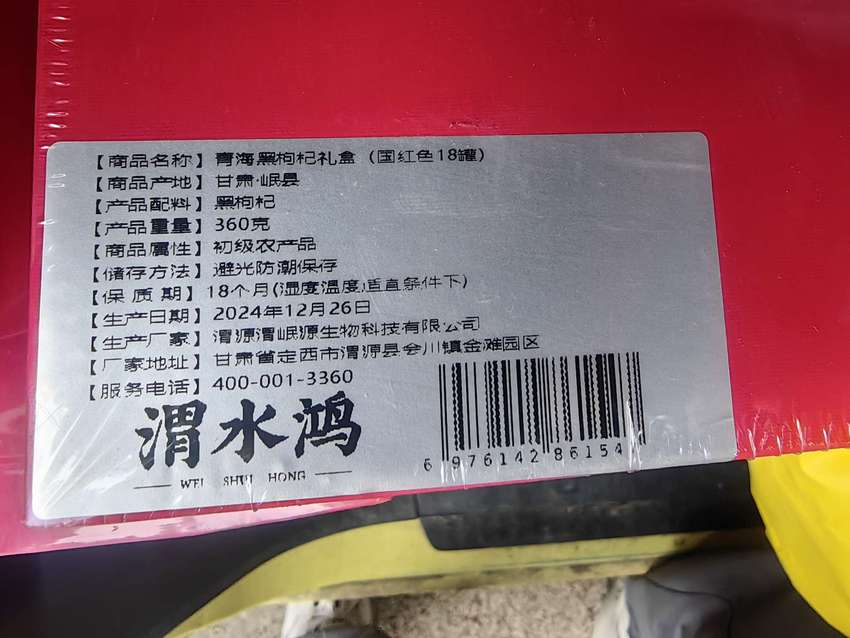 【商品名称】青海黑枸杞礼盒（国红色18罐）
【商品产地】甘肃·岷县
【产品配料】黑枸杞
【产品重量】360克
【商品属性】初级农产品
【储存方法】避光防潮保存
【保 质 期】18个月(湿度温度适宜条件下)
【生产日期】2024年12月26日
【生产厂家】渭源渭岷源生物科技有限公司
【厂家地址】甘肃省定西市渭源县会川镇金滩园区
【服务电话】400-001-3360
渭水鸿
WEI SHUI HONG
6 976142 86154